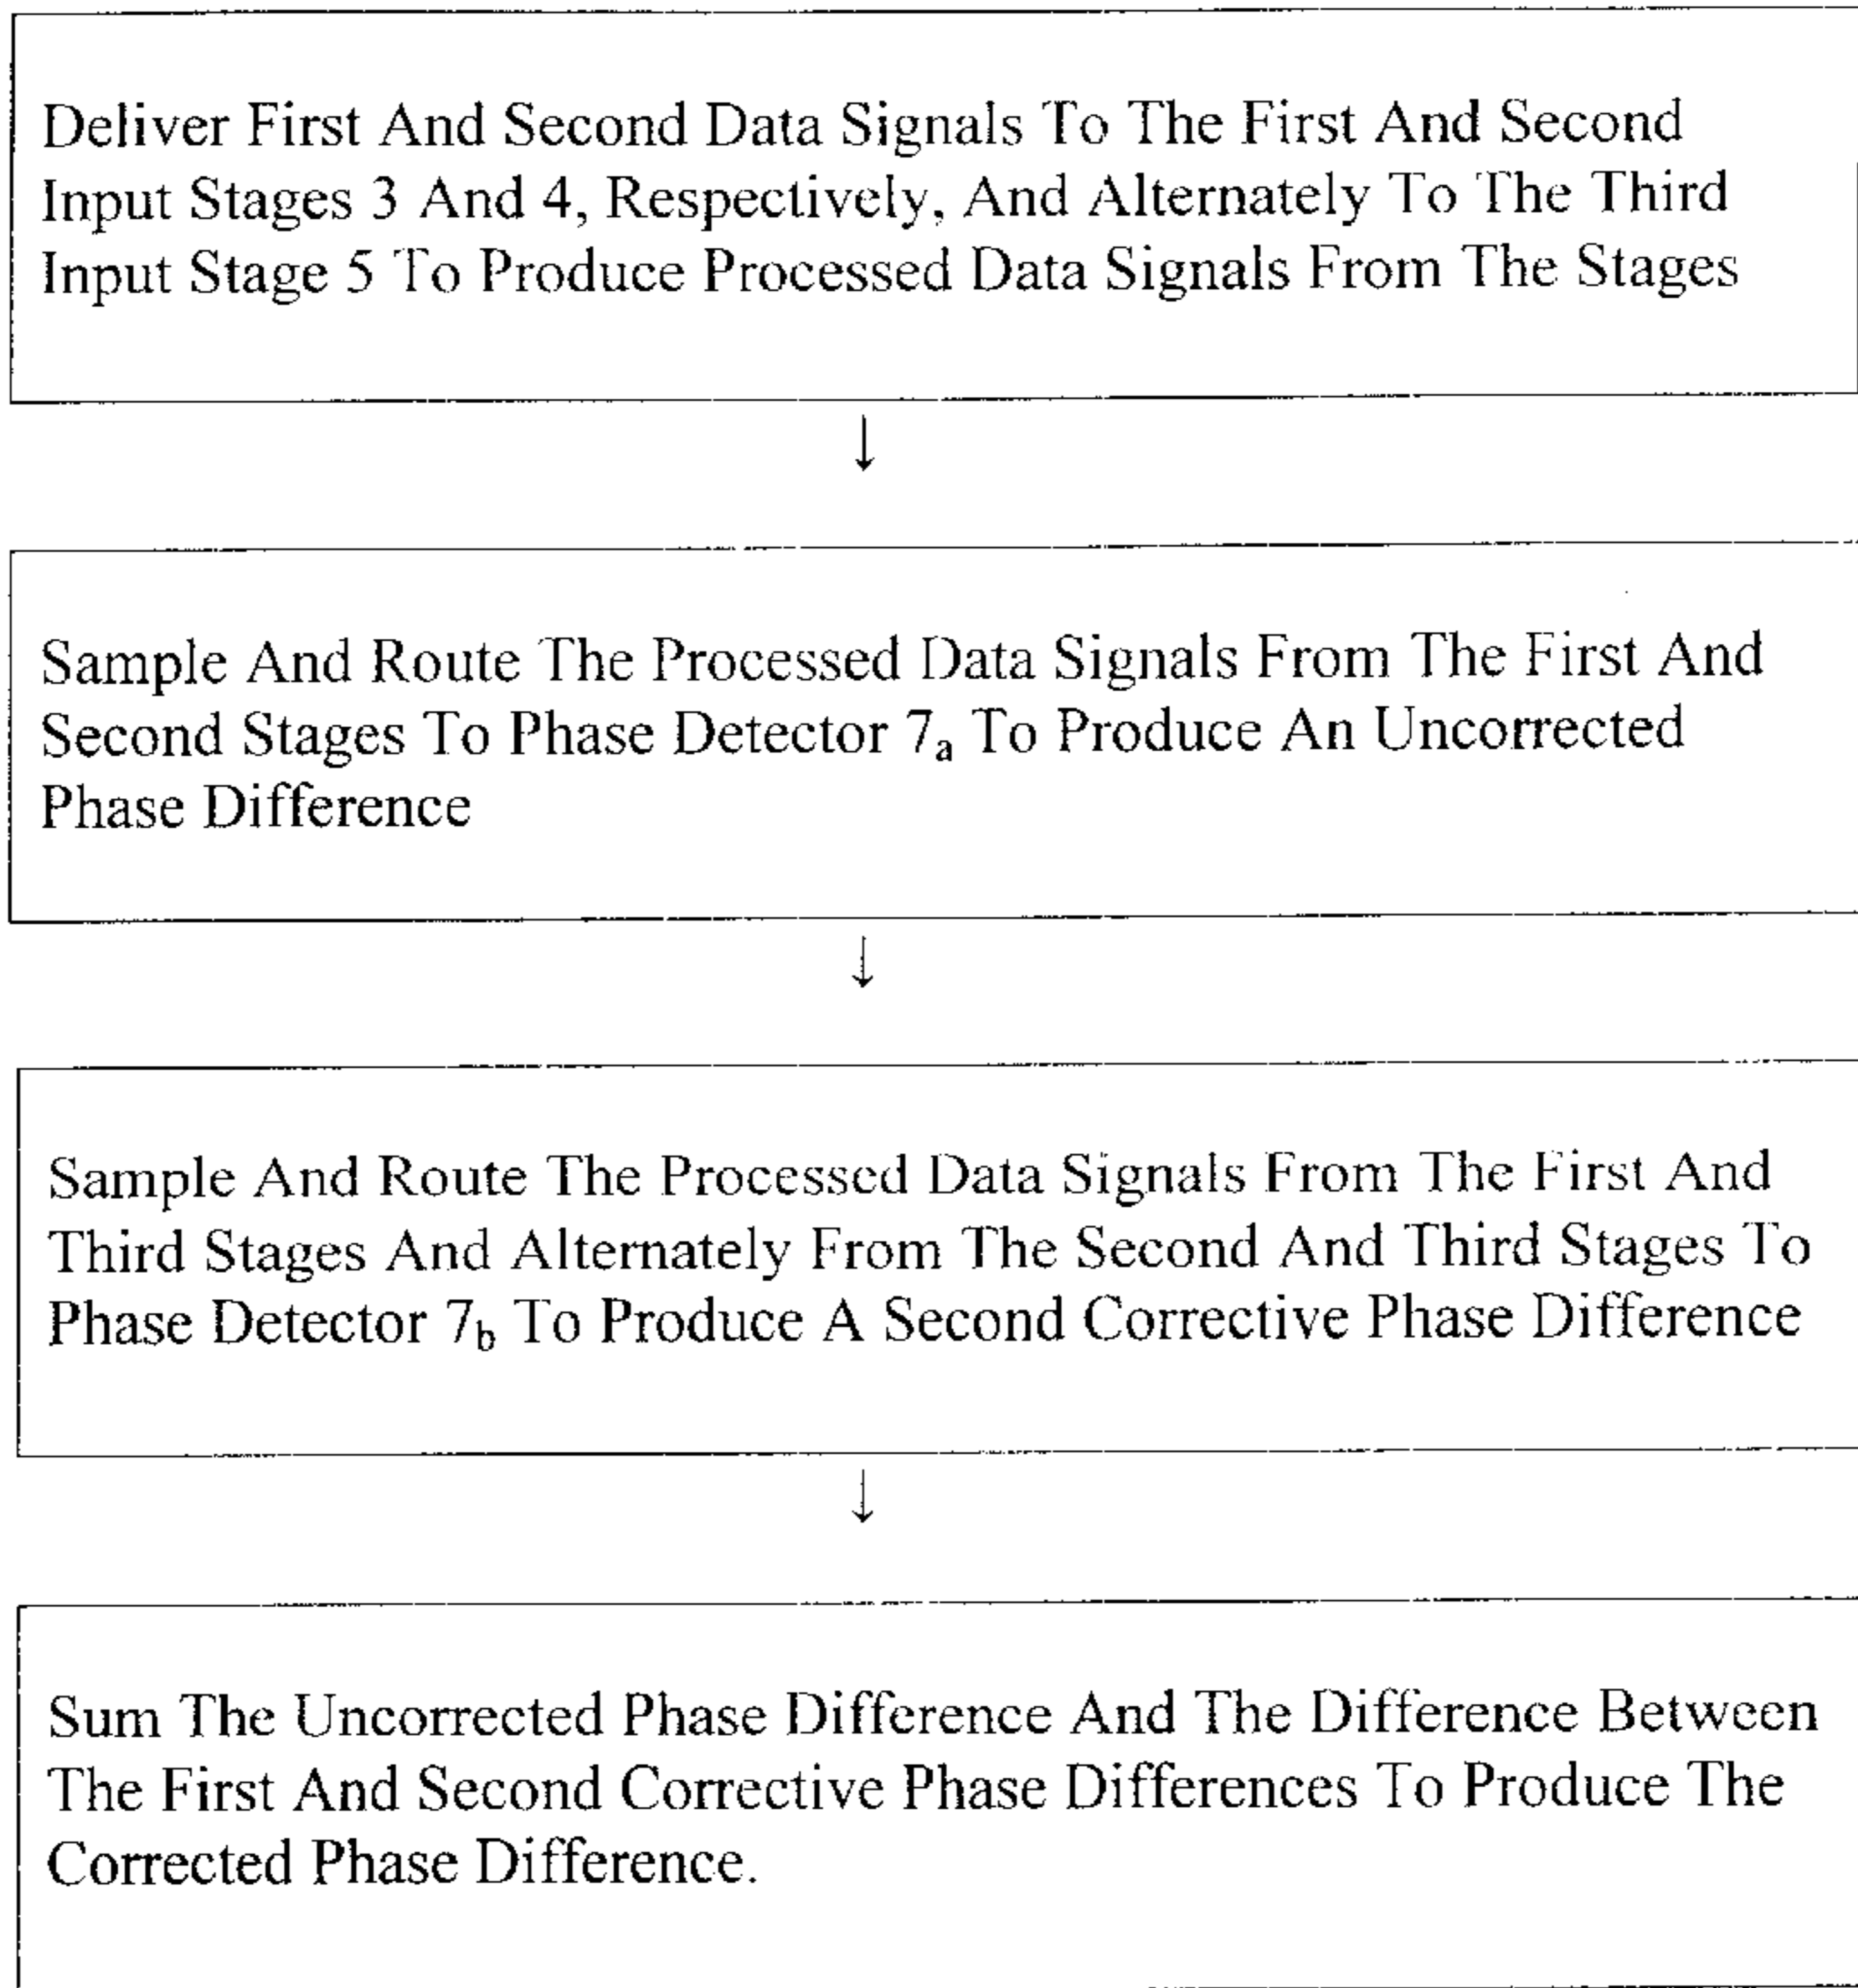 Deliver First And Second Data Signals To The First And Second
Input Stages 3 And 4, Respectively, And Alternately To The Third
Input Stage 5 To Produce Processed Data Signals From The Stages
↓
Sample And Route The Processed Data Signals From The First And
Second Stages To Phase Detector 7a To Produce An Uncorrected
Phase Difference
↓
Sample And Route The Processed Data Signals From The First And
Third Stages And Alternately From The Second And Third Stages To
Phase Detector 7b To Produce A Second Corrective Phase Difference
↓
Sum The Uncorrected Phase Difference And The Difference Between
The First And Second Corrective Phase Differences To Produce The
Corrected Phase Difference.